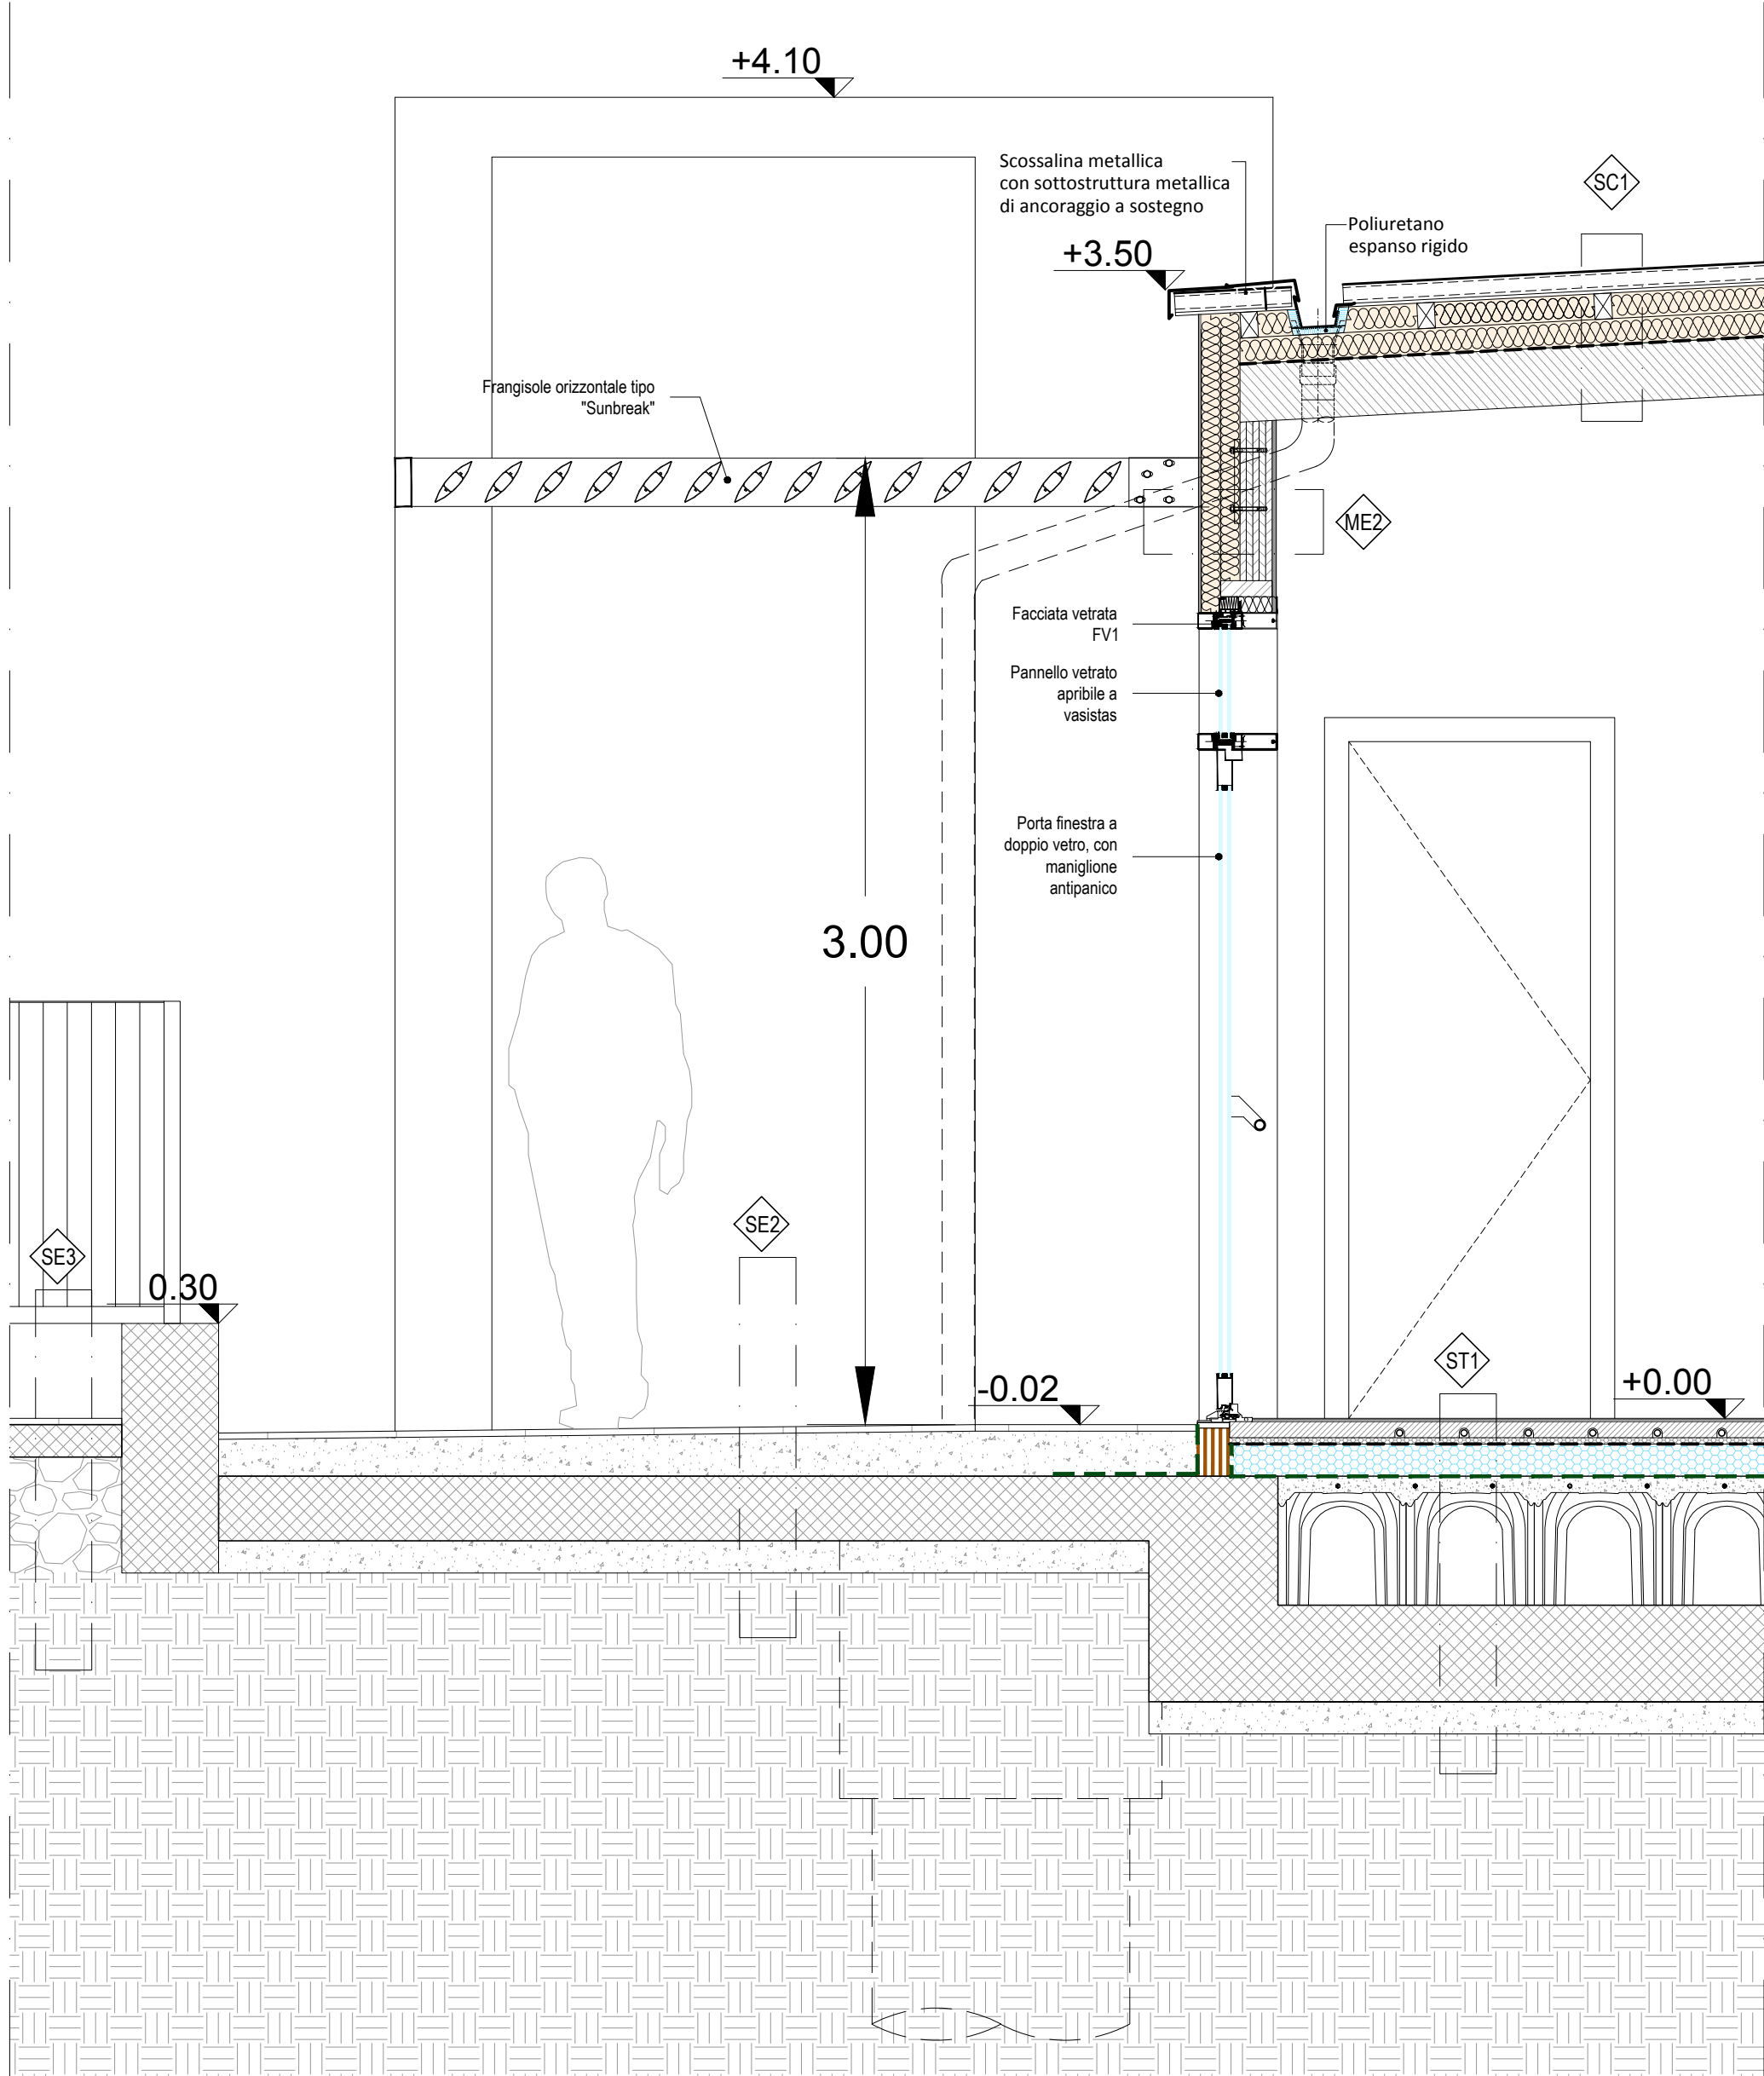 +4.10
Scossalina metallica
con sottostruttura metallica
di ancoraggio a sostegno
SC1
Poliuretano
espanso rigido
+3.50
Frangisole orizzontale tipo
"Sunbreak"
ME2
Facciata vetrata
FV1
Pannello vetrato
apribile a
vasistas
Porta finestra a
doppio vetro, con
maniglione
antipanico
3.00
SE2
SE3
0.30
ST1
-0.02
+0.00